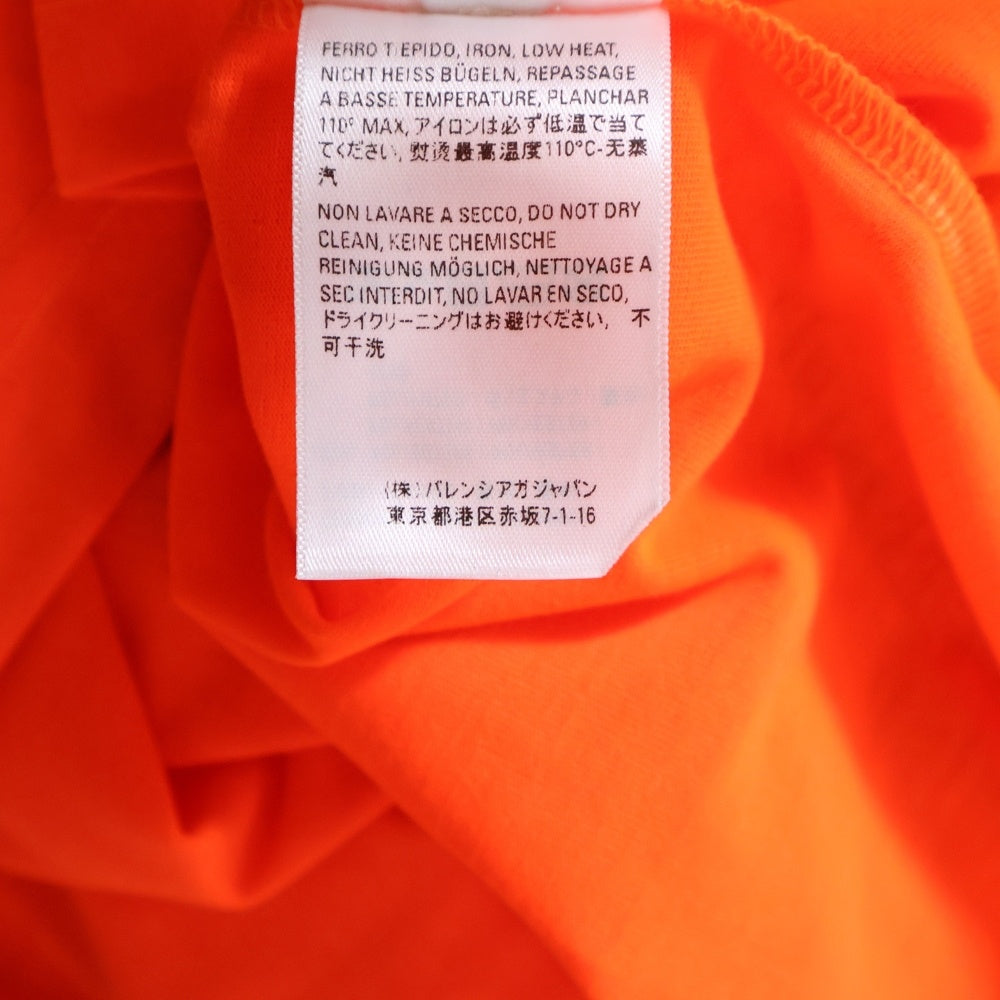 FERRO TIEPIDO, IRON, LOW HEAT,
NICHT HEISS BÜGELN, REPASSAGE
A BASSE TEMPERATURE, PLANCHAR
110° MAX, アイロンは必ず低温で当て
てください, 熨烫最高温度110°C-无蒸
汽
NON LAVARE A SECCO, DO NOT DRY
CLEAN, KEINE CHEMISCHE
REINIGUNG MÖGLICH, NETTOYAGE A
SEC INTERDIT, NO LAVAR EN SECO,
ドライクリーニングはお避けください, 不
可干洗
(株)バレンシアガジャパン
東京都港区赤坂7-1-16